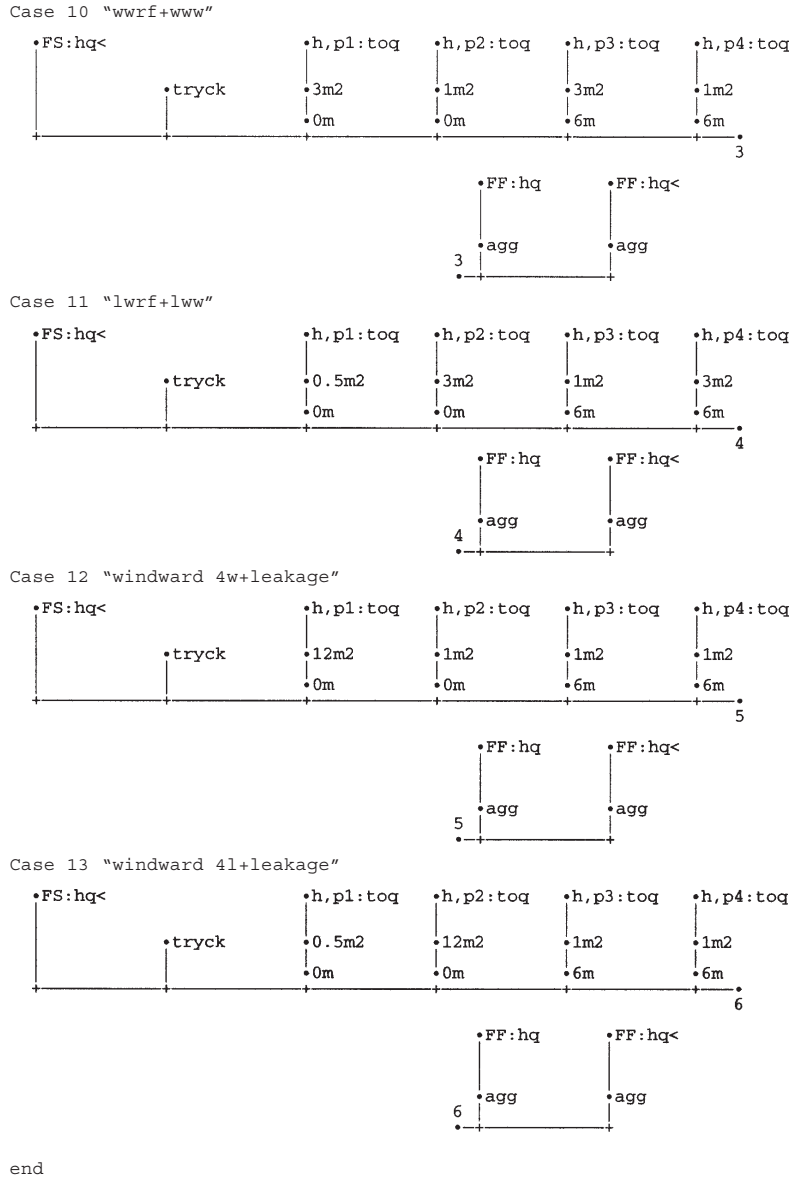 Case 10 “wwrf+www”
FS:hq< h,p1:toq h,p2:toq h,p3:toq h,p4:toq
tryck 3m2 1m2 3m2 1m2
0m 0m 6m 6m
3
FF:hq FF:hq<
agg agg
3
Case 11 “lwrf+lww”
FS:hq< h,p1:toq h,p2:toq h,p3:toq h,p4:toq
tryck 0.5m2 3m2 1m2 3m2
0m 0m 6m 6m
4
FF:hq FF:hq<
agg agg
4
Case 12 “windward 4w+leakage”
FS:hq< h,p1:toq h,p2:toq h,p3:toq h,p4:toq
tryck 12m2 1m2 1m2 1m2
0m 0m 6m 6m
5
FF:hq FF:hq<
agg agg
5
Case 13 “windward 4l+leakage”
FS:hq< h,p1:toq h,p2:toq h,p3:toq h,p4:toq
tryck 0.5m2 12m2 1m2 1m2
0m 0m 6m 6m
6
FF:hq FF:hq<
agg agg
6
end